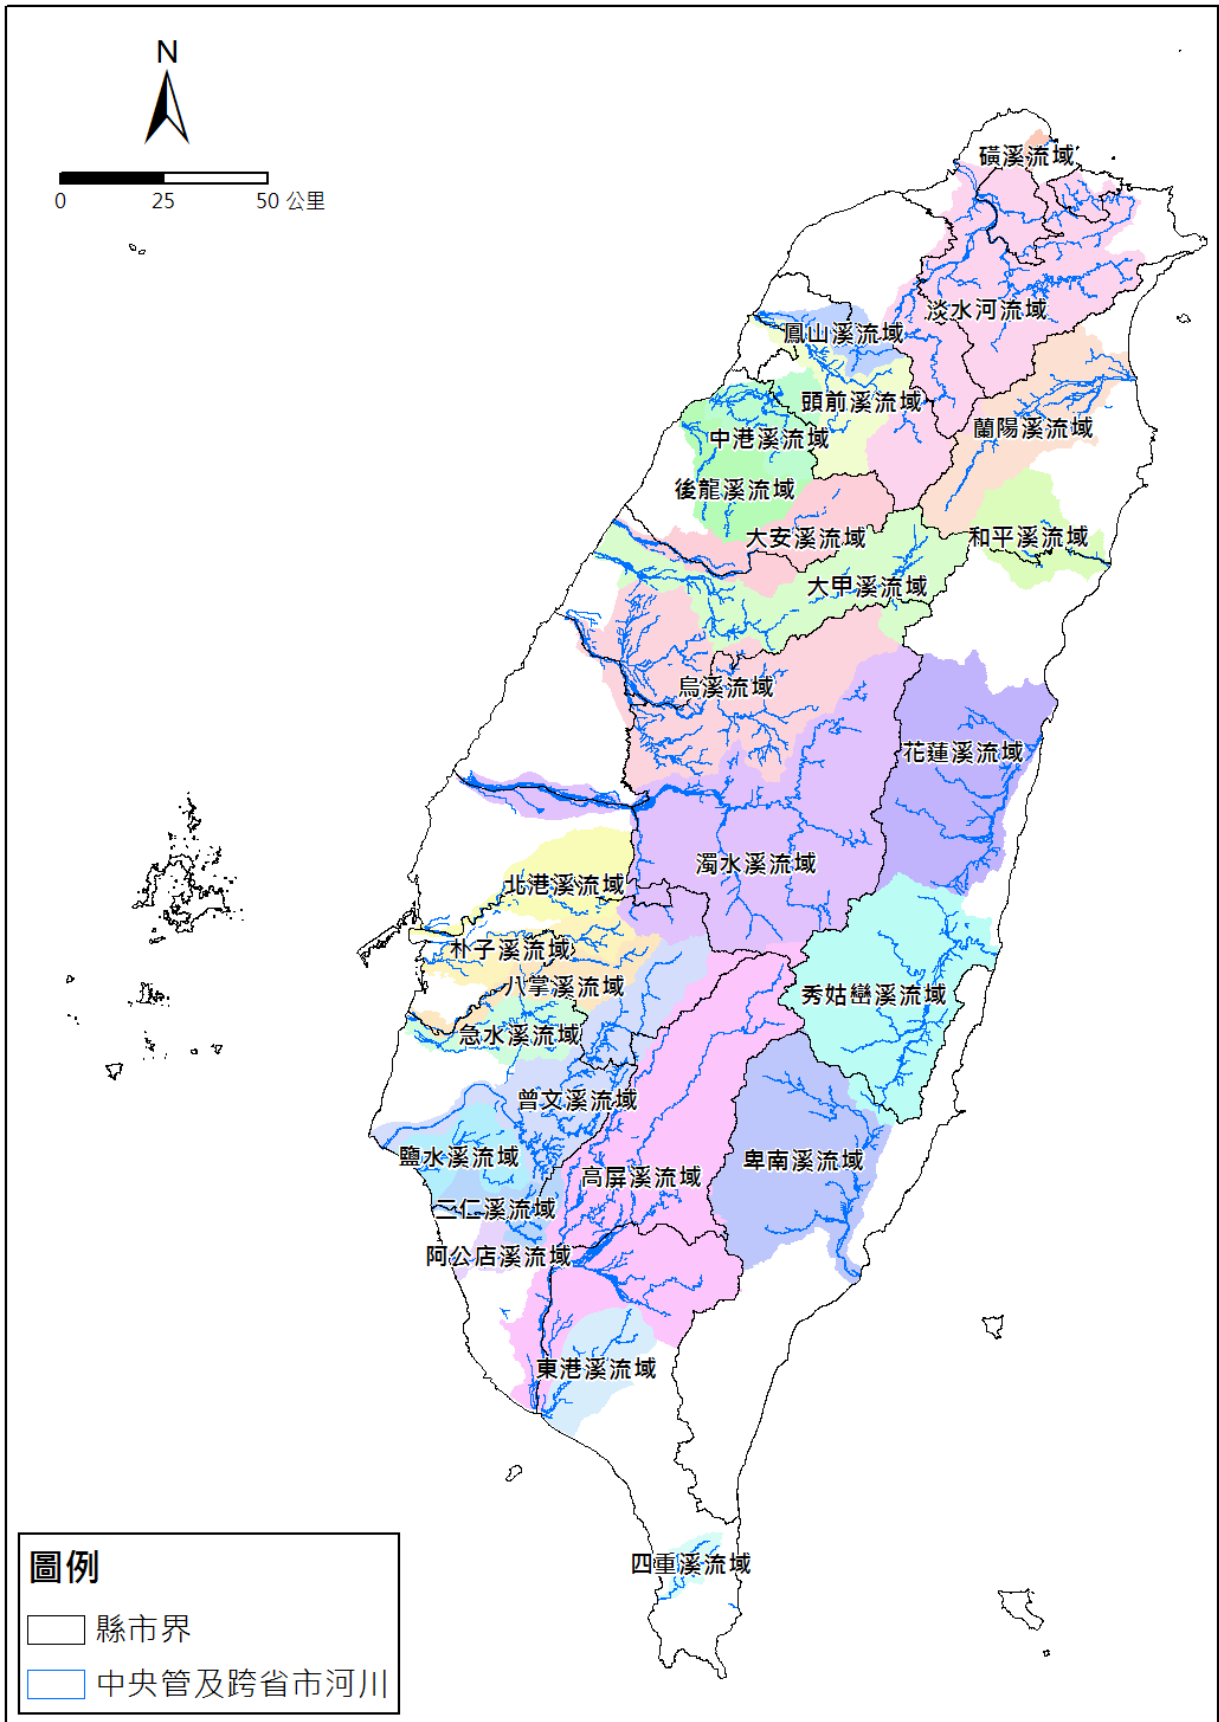 N
0 25 50 公里
磺溪流域
淡水河流域
鳳山溪流域
頭前溪流域
蘭陽溪流域
中港溪流域
後龍溪流域
大安溪流域
和平溪流域
大甲溪流域
烏溪流域
花蓮溪流域
濁水溪流域
北港溪流域
朴子溪流域
八掌溪流域
秀姑巒溪流域
急水溪流域
曾文溪流域
鹽水溪流域
卑南溪流域
高屏溪流域
二仁溪流域
阿公店溪流域
東港溪流域
四重溪流域
圖例
縣市界
中央管及跨省市河川